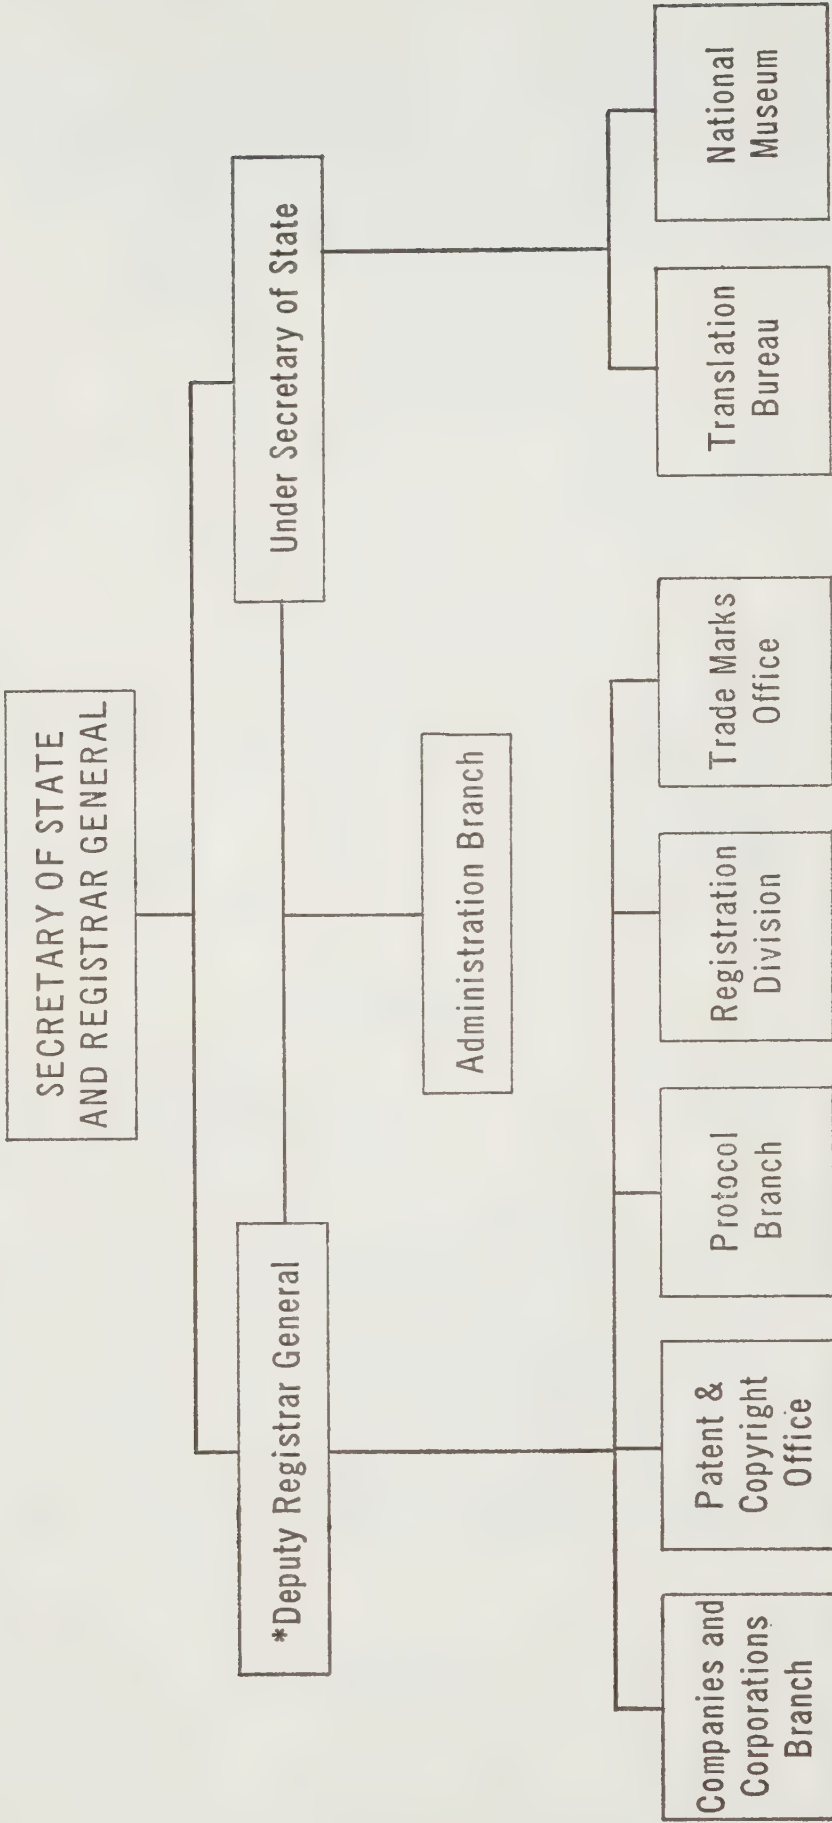 SECRETARY OF STATE
AND REGISTRAR GENERAL
*Deputy Registrar General
Under Secretary of State
Administration Branch
Companies and
Corporations
Branch
Patent &
Copyright
Office
Protocol
Branch
Registration
Division
Trade Marks
Office
Translation
Bureau
National
Museum